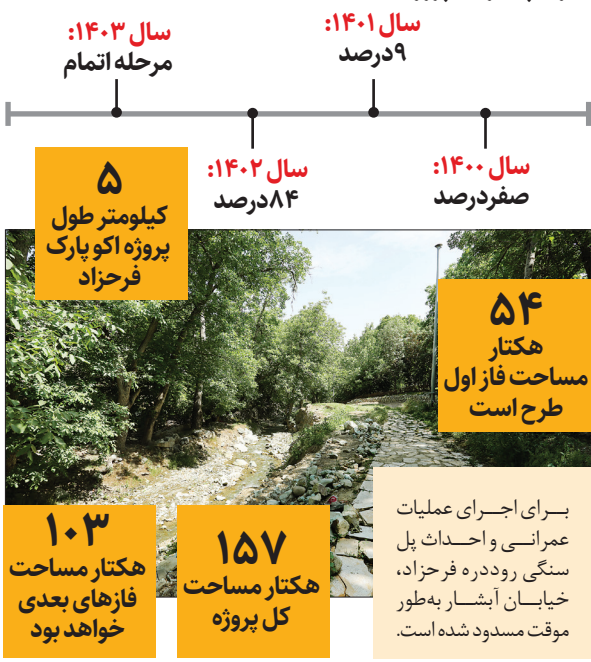 سال ۱۴۰۰:
صفر درصد
سال ۱۴۰۱:
۹ درصد
سال ۱۴۰۲:
۸۴ درصد
سال ۱۴۰۳:
مرحله اتمام
۵
کیلومتر طول
پروژه اکو پارک
فرحزاد
۵۴
هکتار
مساحت فاز اول
طرح است
برای اجرای عملیات
عمرانی و احداث پل
سنگی رود دره فرحزاد،
خیابان آبشار به‌طور
موقت مسدود شده است.
۱۵۷
هکتار مساحت
کل پروژه
۱۰۳
هکتار مساحت
فازهای بعدی
خواهد بود